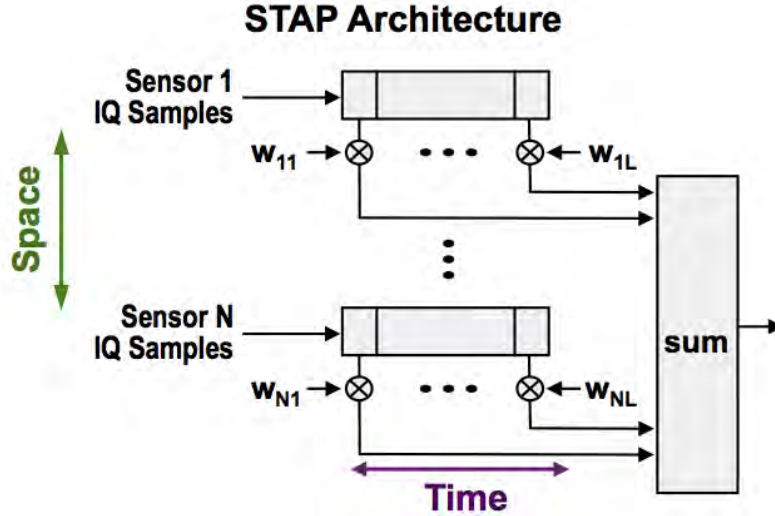 STAP Architecture
Sensor 1
IQ Samples
w11
w1L
Space
Sensor N
IQ Samples
sum
wN1
wNL
Time